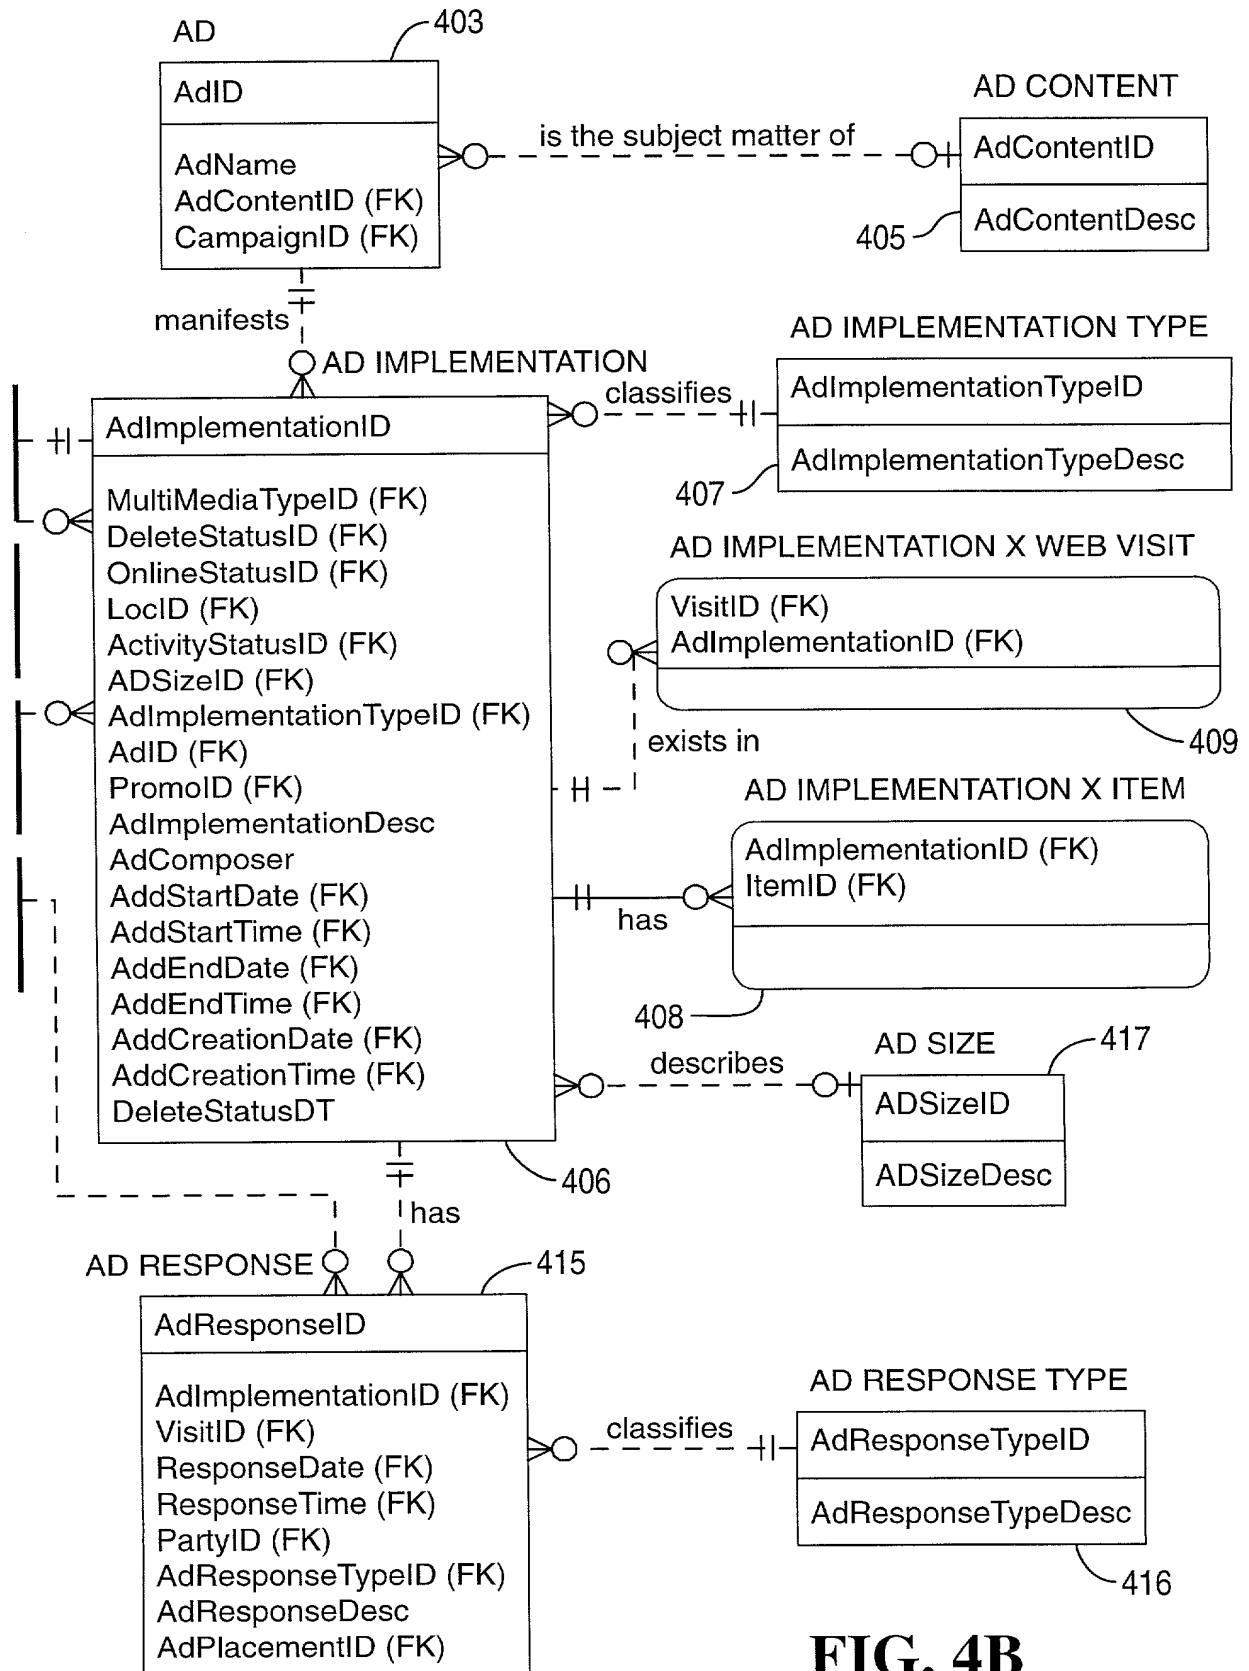 AD
403
AdID
AdName
AdContentID (FK)
CampaignID (FK)
is the subject matter of
AD CONTENT
AdContentID
AdContentDesc
405
manifests
AD IMPLEMENTATION TYPE
AdImplementationTypeID
AdImplementationTypeDesc
407
classifies
AD IMPLEMENTATION
AdImplementationID
MultiMediaTypeID (FK)
DeleteStatusID (FK)
OnlineStatusID (FK)
LocID (FK)
ActivityStatusID (FK)
ADSizeID (FK)
AdImplementationTypeID (FK)
AdID (FK)
PromoID (FK)
AdImplementationDesc
AdComposer
AddStartDate (FK)
AddStartTime (FK)
AddEndDate (FK)
AddEndTime (FK)
AddCreationDate (FK)
AddCreationTime (FK)
DeleteStatusDT
406
AD IMPLEMENTATION X WEB VISIT
VisitID (FK)
AdImplementationID (FK)
409
exists in
AD IMPLEMENTATION X ITEM
AdImplementationID (FK)
ItemID (FK)
408
has
AD SIZE
417
ADSizeID
ADSizeDesc
describes
has
AD RESPONSE
415
AdResponseID
AdImplementationID (FK)
VisitID (FK)
ResponseDate (FK)
ResponseTime (FK)
PartyID (FK)
AdResponseTypeID (FK)
AdResponseDesc
AdPlacementID (FK)
classifies
AD RESPONSE TYPE
AdResponseTypeID
AdResponseTypeDesc
416
FIG. 4B